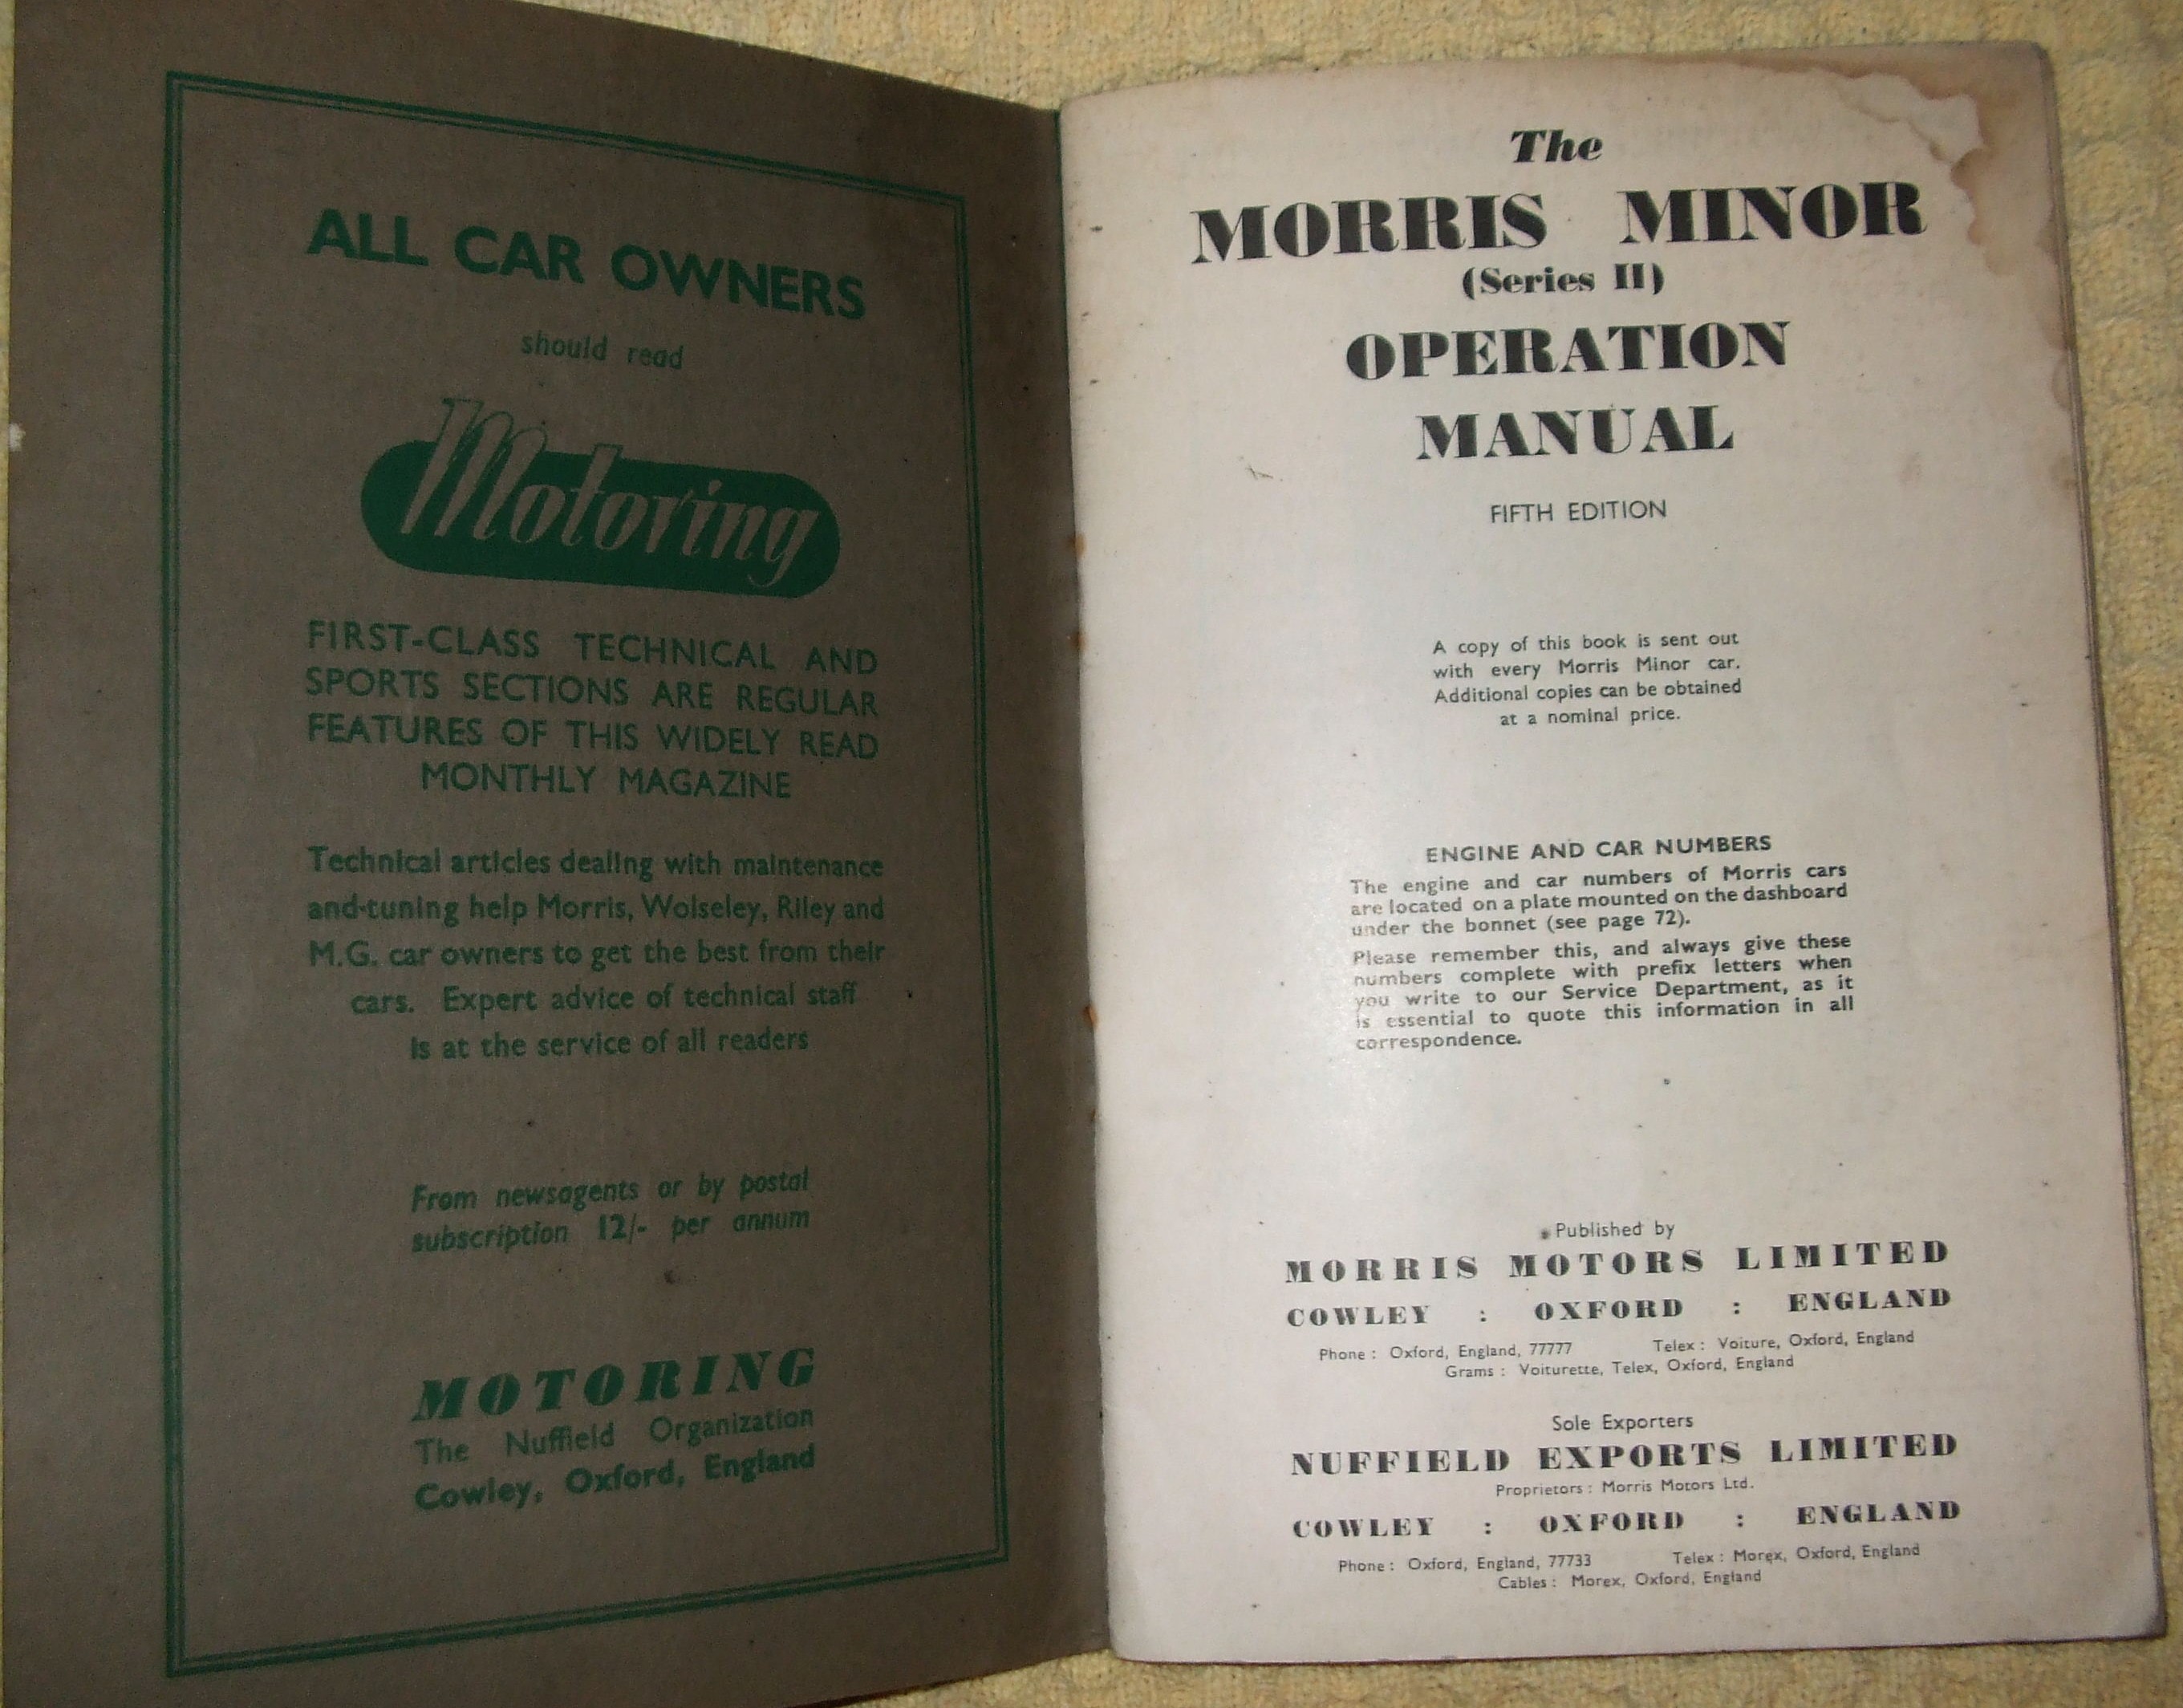 ALL CAR OWNERS
should read
Motoring
FIRST-CLASS TECHNICAL AND
SPORTS SECTIONS ARE REGULAR
FEATURES OF THIS WIDELY READ
MONTHLY MAGAZINE
Technical articles dealing with maintenance
and-tuning help Morris, Wolseley, Riley and
M.G. car owners to get the best from their
cars. Expert advice of technical staff
is at the service of all readers
From newsagents or by postal
subscription 12/- per annum
MOTORING
The Nuffield Organization
Cowley, Oxford, England
The
MORRIS MINOR
(Series II)
OPERATION
MANUAL
FIFTH EDITION
A copy of this book is sent out
with every Morris Minor car.
Additional copies can be obtained
at a nominal price.
ENGINE AND CAR NUMBERS
The engine and car numbers of Morris cars
are located on a plate mounted on the dashboard
under the bonnet (see page 72).
Please remember this, and always give these
numbers complete with prefix letters when
you write to our Service Department, as it
is essential to quote this information in all
correspondence.
Published by
MORRIS MOTORS LIMITED
COWLEY : OXFORD : ENGLAND
Phone : Oxford, England, 77777 Telex : Voiture, Oxford, England
Grams : Voiturette, Telex, Oxford, England
Sole Exporters
NUFFIELD EXPORTS LIMITED
Proprietors : Morris Motors Ltd.
COWLEY : OXFORD : ENGLAND
Phone : Oxford, England, 77733 Telex : Morex, Oxford, England
Cables : Morex, Oxford, England